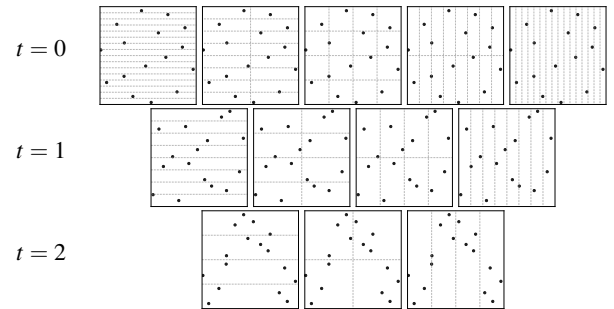 t = 0
t = 1
t = 2